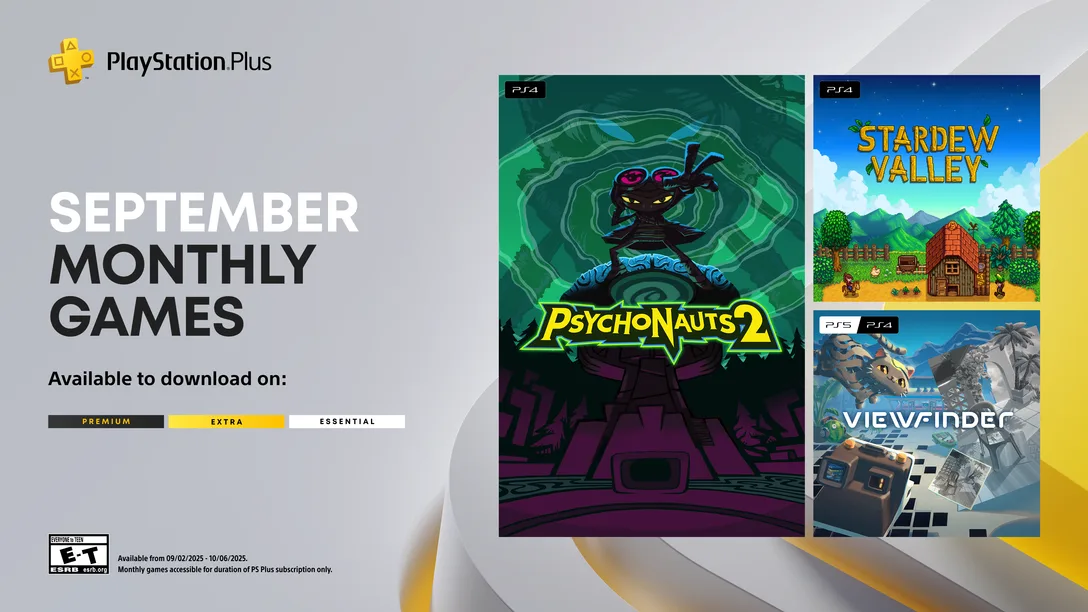 PlayStation.Plus
SEPTEMBER
MONTHLY
GAMES
Available to download on:
PREMIUM
EXTRA
ESSENTIAL
EVERYONE to TEEN
E-T
ESRB esrb.org
Available from 09/02/2025 - 10/06/2025.
Monthly games accessible for duration of PS Plus subscription only.
PS4
PSYCHONAUTS 2
PS4
STARDEW
VALLEY
PS5 PS4
VIEWFINDER